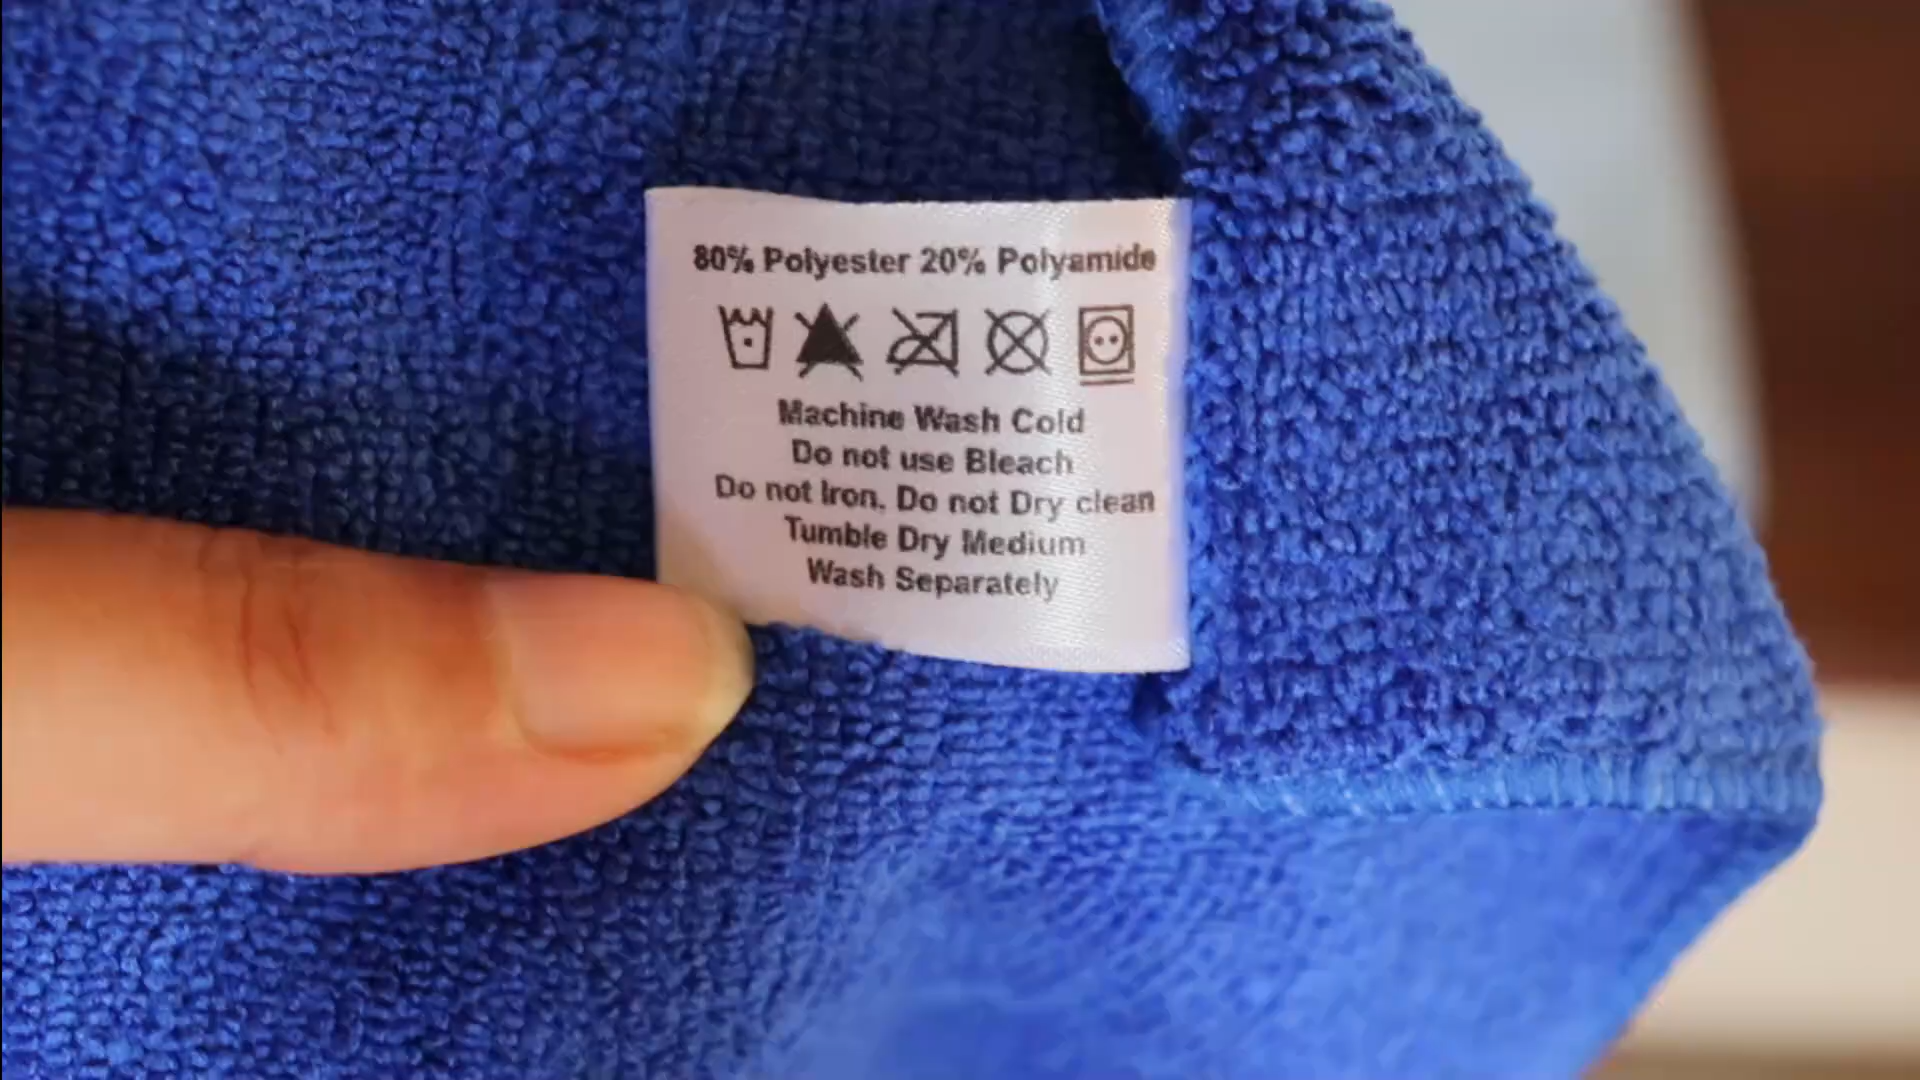 80% Polyester 20% Polyamide
Machine Wash Cold
Do not use Bleach
Do not Iron. Do not Dry clean
Tumble Dry Medium
Wash Separately